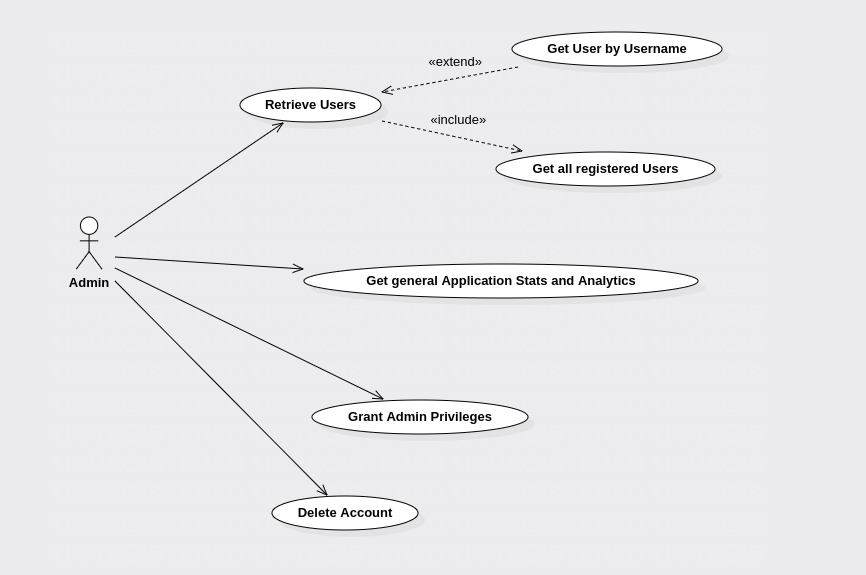 Get User by Username
«extend»
Retrieve Users
«include»
Get all registered Users
Admin
Get general Application Stats and Analytics
Grant Admin Privileges
Delete Account